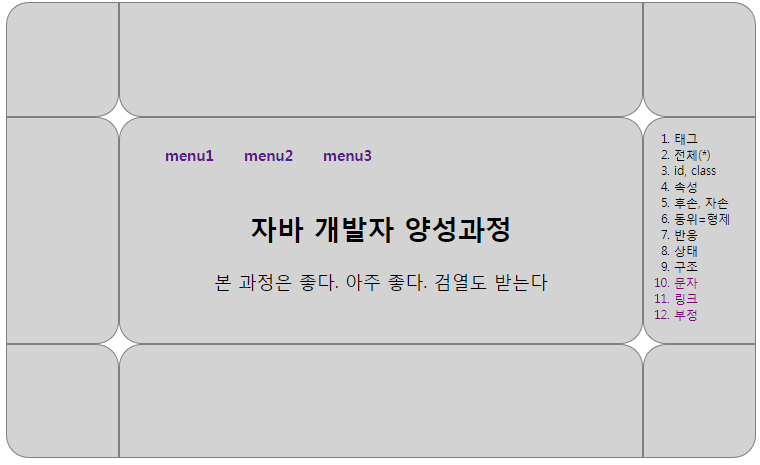 menu1 menu2 menu3
자바 개발자 양성과정
본 과정은 좋다. 아주 좋다. 검열도 받는다
1. 태그
2. 전체(*)
3. id, class
4. 속성
5. 후손, 자손
6. 동위=형제
7. 반응
8. 상태
9. 구조
10. 문자
11. 링크
12. 부정